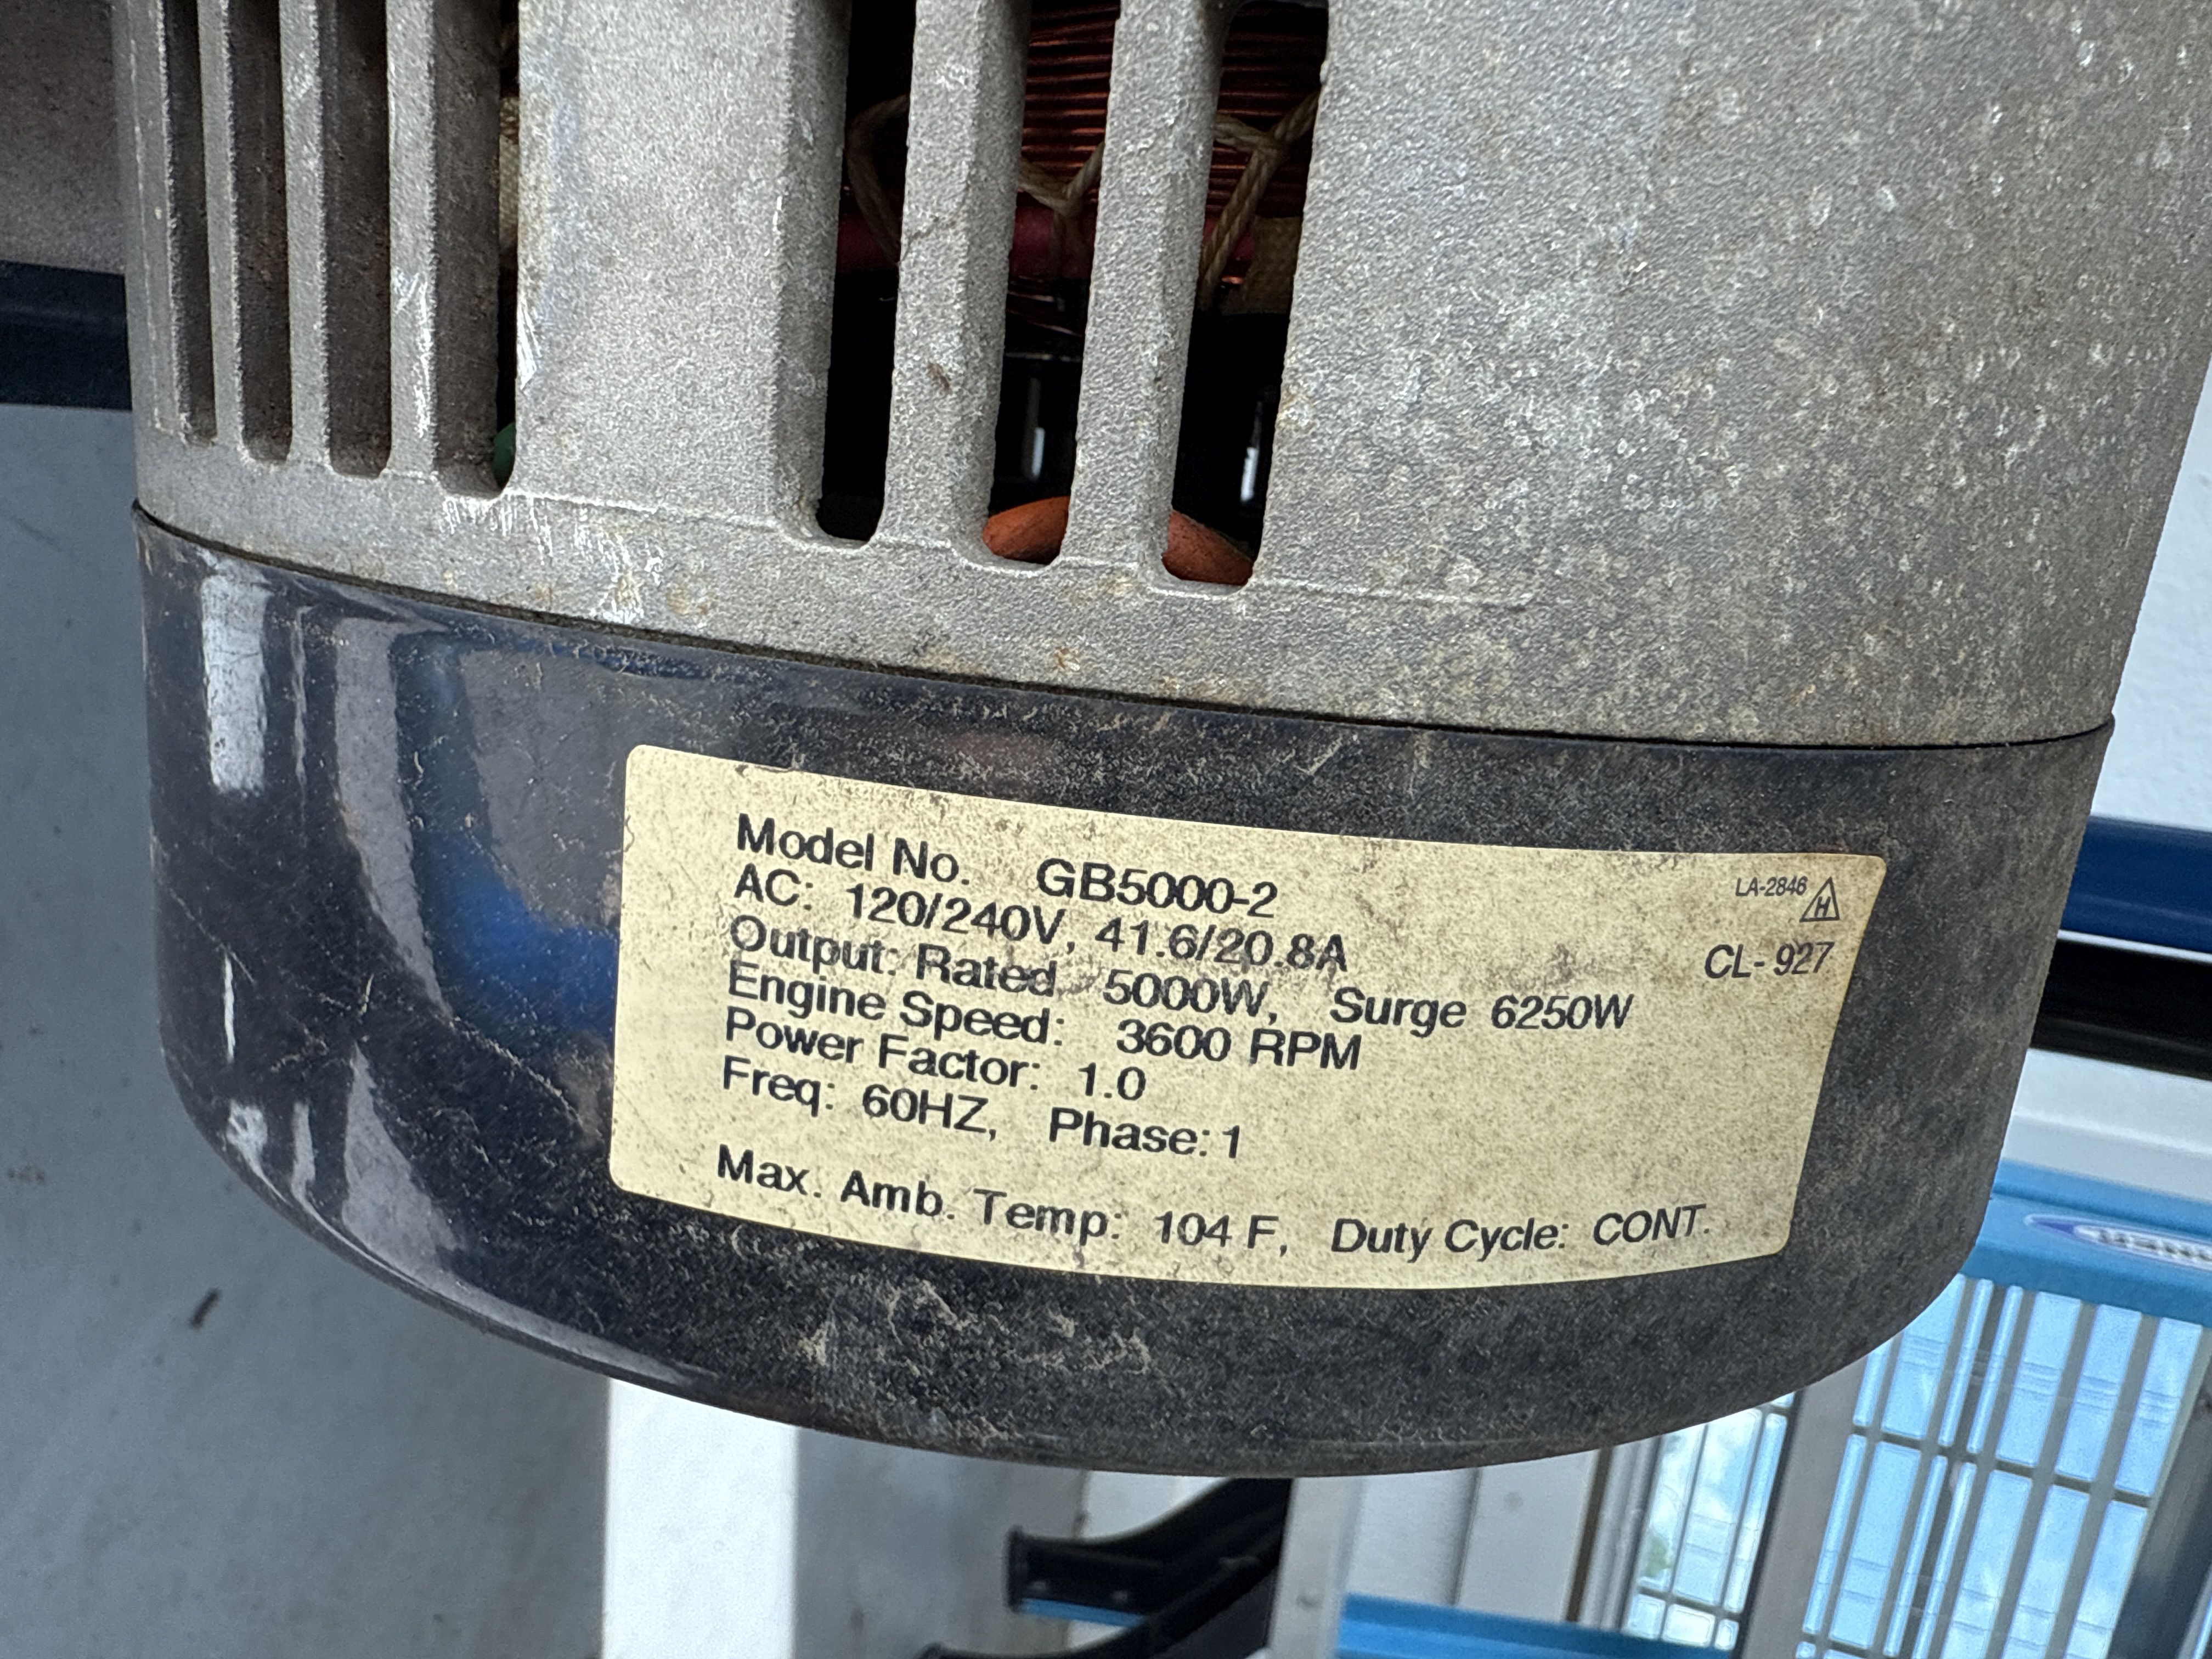 Model No. GB5000-2
LA-2846 H
AC: 120/240V, 41.6/20.8A
CL-927
Output: Rated 5000W, Surge 6250W
Engine Speed: 3600 RPM
Power Factor: 1.0
Freq: 60HZ, Phase: 1
Max. Amb. Temp: 104 F, Duty Cycle: CONT.